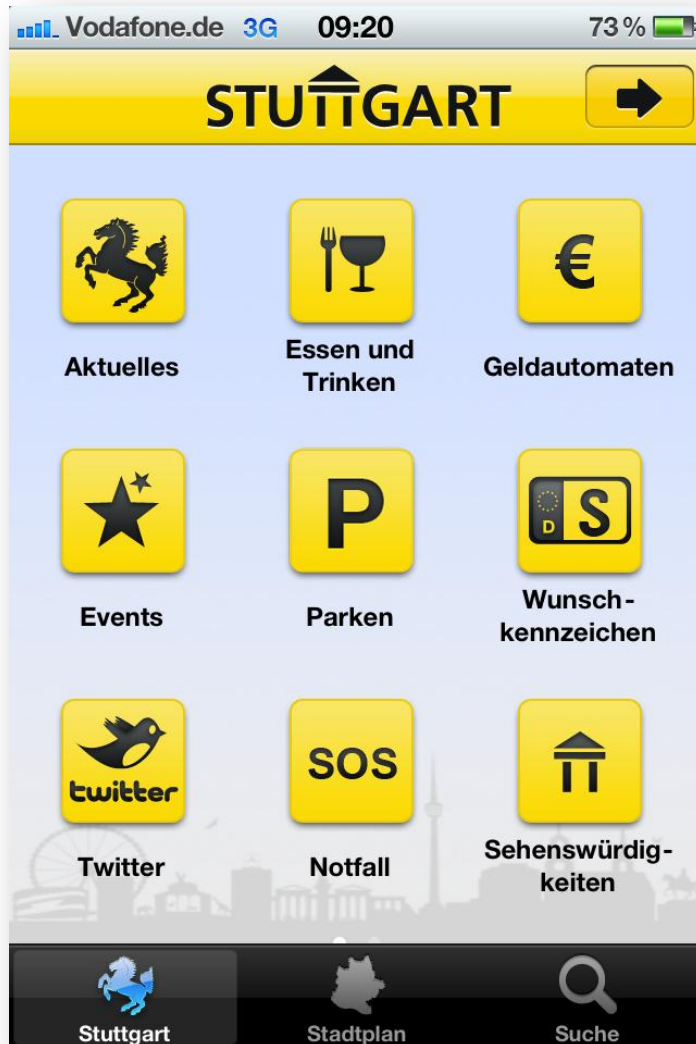 Vodafone.de 3G 09:20 73%
STUTTGART
Aktuelles
Essen und
Trinken
€
Geldautomaten
Events
P
Parken
D S
Wunsch-
kennzeichen
twitter
Twitter
SOS
Notfall
Sehenswürdig-
keiten
Stuttgart
Stadtplan
Suche